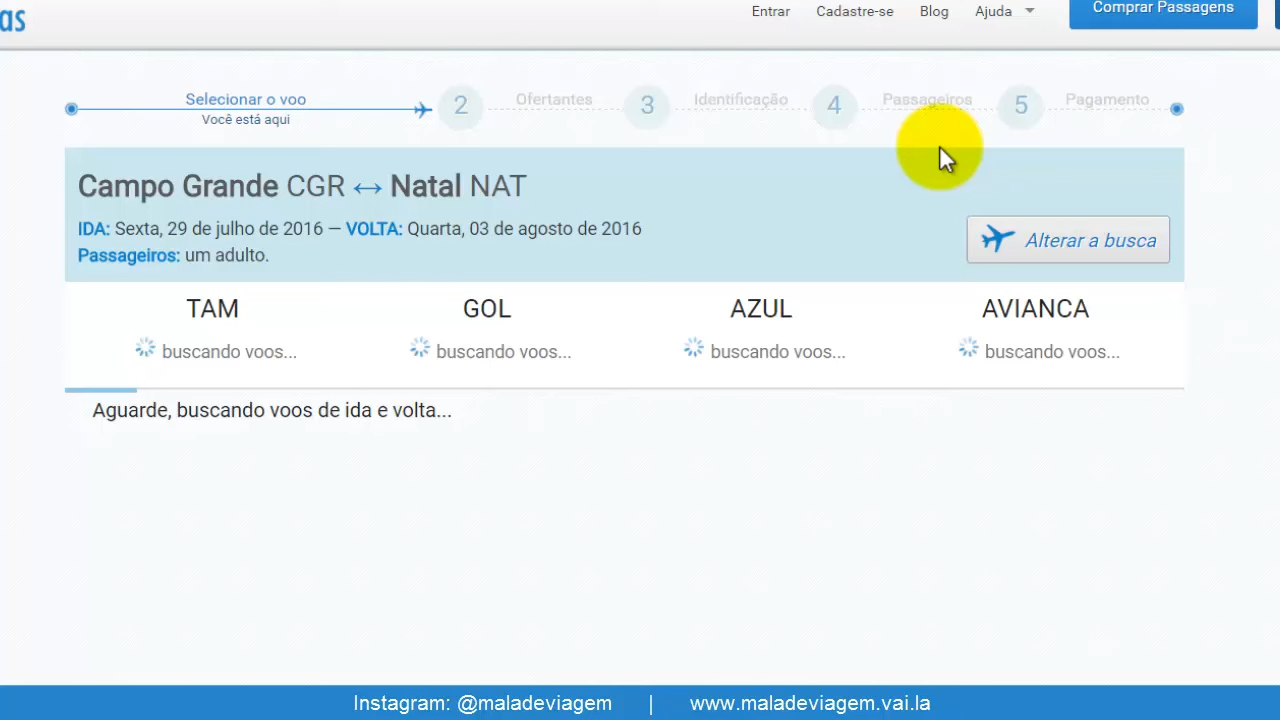 as
Entrar Cadastre-se Blog Ajuda Comprar Passagens
Selecionar o voo
Você está aqui
2 Ofertantes 3 Identificação 4 Passageiros 5 Pagamento
Campo Grande CGR ↔ Natal NAT
IDA: Sexta, 29 de julho de 2016 — VOLTA: Quarta, 03 de agosto de 2016
Passageiros: um adulto.
Alterar a busca
TAM GOL AZUL AVIANCA
buscando voos... buscando voos... buscando voos... buscando voos...
Aguarde, buscando voos de ida e volta...
Instagram: @maladeviagem | www.maladeviagem.vai.la